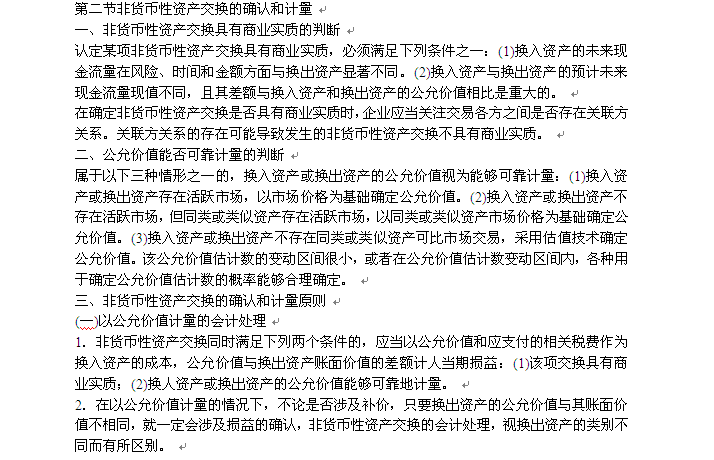 第二节非货币性资产交换的确认和计量
一、非货币性资产交换具有商业实质的判断
认定某项非货币性资产交换具有商业实质，必须满足下列条件之一：(1)换入资产的未来现
金流量在风险、时间和金额方面与换出资产显著不同。(2)换入资产与换出资产的预计未来
现金流量现值不同，且其差额与换入资产和换出资产的公允价值相比是重大的。
在确定非货币性资产交换是否具有商业实质时，企业应当关注交易各方之间是否存在关联方
关系。关联方关系的存在可能导致发生的非货币性资产交换不具有商业实质。
二、公允价值能否可靠计量的判断
属于以下三种情形之一的，换入资产或换出资产的公允价值视为能够可靠计量：(1)换入资
产或换出资产存在活跃市场，以市场价格为基础确定公允价值。(2)换入资产或换出资产不
存在活跃市场，但同类或类似资产存在活跃市场，以同类或类似资产市场价格为基础确定公
允价值。(3)换入资产或换出资产不存在同类或类似资产可比市场交易，采用估值技术确定
公允价值。该公允价值估计数的变动区间很小，或者在公允价值估计数变动区间内，各种用
于确定公允价值估计数的概率能够合理确定。
三、非货币性资产交换的确认和计量原则
(一)以公允价值计量的会计处理
1．非货币性资产交换同时满足下列两个条件的，应当以公允价值和应支付的相关税费作为
换入资产的成本，公允价值与换出资产账面价值的差额计人当期损益：(1)该项交换具有商
业实质；(2)换人资产或换出资产的公允价值能够可靠地计量。
2．在以公允价值计量的情况下，不论是否涉及补价，只要换出资产的公允价值与其账面价
值不相同，就一定会涉及损益的确认，非货币性资产交换的会计处理，视换出资产的类别不
同而有所区别。